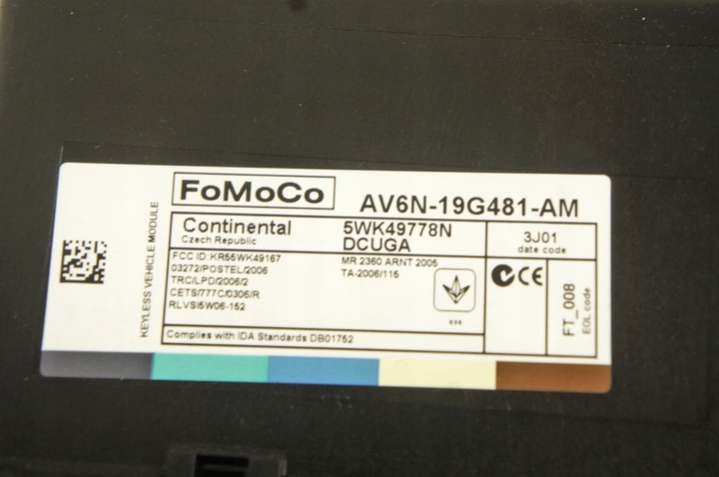 FoMoCo
AV6N-19G481-AM
KEYLESS VEHICLE MODULE
Continental
Czech Republic
5WK49778N
DCUGA
3J01
date code
FCC ID: KR55WK49167
03272/POSTEL/2006
TRC/LPD/2006/2
CETS/777C/0306/R
RLVSI5W06-152
MR 2360 ARNT 2005
TA-2006/115
CE
FT_008
EOL code
Complies with IDA Standards DB01752